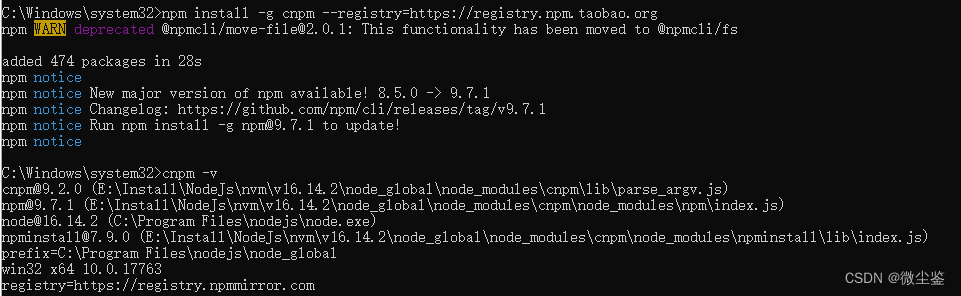 C:\Windows\system32>npm install -g cnpm --registry=https://registry.npm.taobao.org
npm WARN deprecated @npmcli/move-file@2.0.1: This functionality has been moved to @npmcli/fs
added 474 packages in 28s
npm notice
npm notice New major version of npm available! 8.5.0 -> 9.7.1
npm notice Changelog: https://github.com/npm/cli/releases/tag/v9.7.1
npm notice Run npm install -g npm@9.7.1 to update!
npm notice
C:\Windows\system32>cnpm -v
cnpm@9.2.0 (E:\Install\NodeJs\nvm\v16.14.2\node_global\node_modules\cnpm\lib\parse_argv.js)
npm@9.7.1 (E:\Install\NodeJs\nvm\v16.14.2\node_global\node_modules\cnpm\node_modules\npm\index.js)
node@16.14.2 (C:\Program Files\nodejs\node.exe)
npminstall@7.9.0 (E:\Install\NodeJs\nvm\v16.14.2\node_global\node_modules\cnpm\node_modules\npminstall\lib\index.js)
prefix=C:\Program Files\nodejs\node_global
win32 x64 10.0.17763
registry=https://registry.npmmirror.com
CSDN @微尘鉴